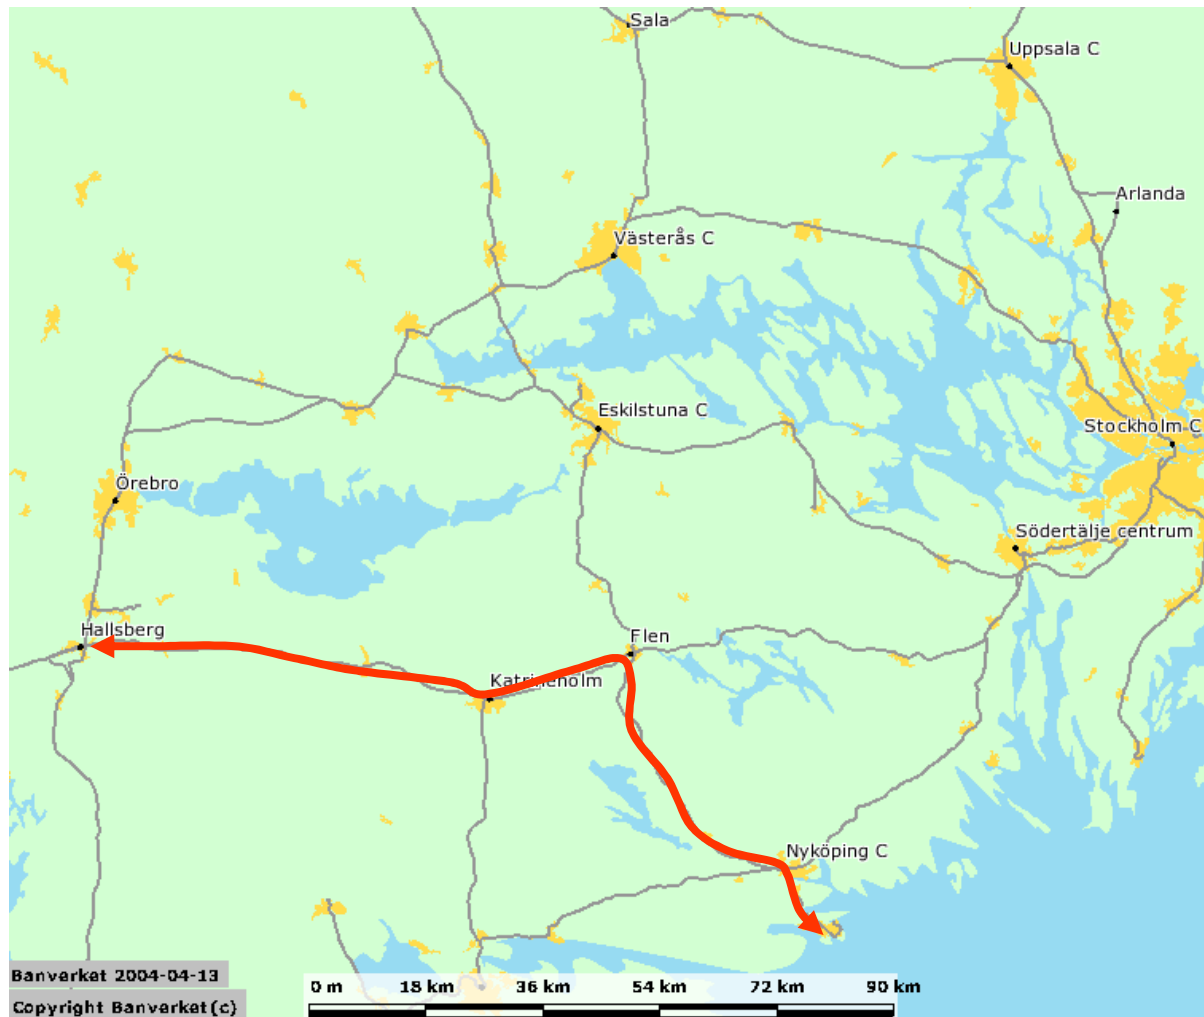 Sala
Uppsala C
Arlanda
Västerås C
Eskilstuna C
Stockholm C
Örebro
Södertälje centrum
Hallsberg
Flen
Katrineholm
Nyköping C
Banverket 2004-04-13
Copyright Banverket(c)
0 m 18 km 36 km 54 km 72 km 90 km